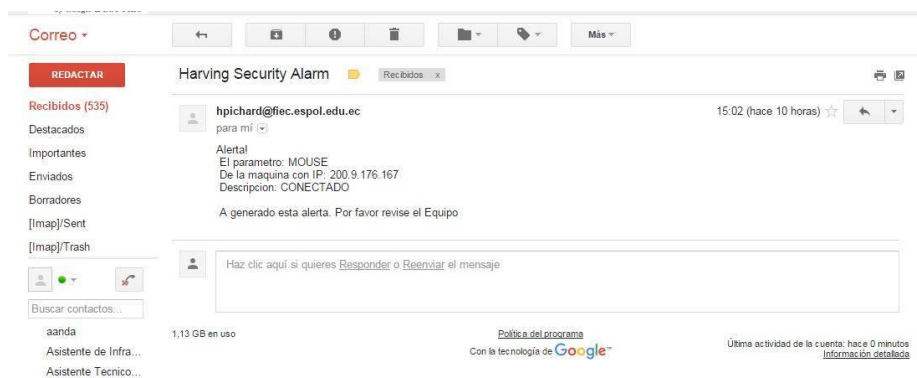 Correo
Más
REDACTAR
Harving Security Alarm
Recibidos x
Recibidos (535)
Destacados
Importantes
Enviados
Borradores
[Imap]/Sent
[Imap]/Trash
hpichard@fiec.espol.edu.ec
15:02 (hace 10 horas)
para mí
Alerta!
El parametro: MOUSE
De la maquina con IP: 200.9.176.167
Descripcion: CONECTADO
A generado esta alerta. Por favor revise el Equipo
Haz clic aquí si quieres Responder o Reenviar el mensaje
Buscar contactos...
aanda
Asistente de Infra...
Asistente Tecnico...
1,13 GB en uso
Política del programa
Con la tecnología de Google™
Última actividad de la cuenta: hace 0 minutos
Información detallada